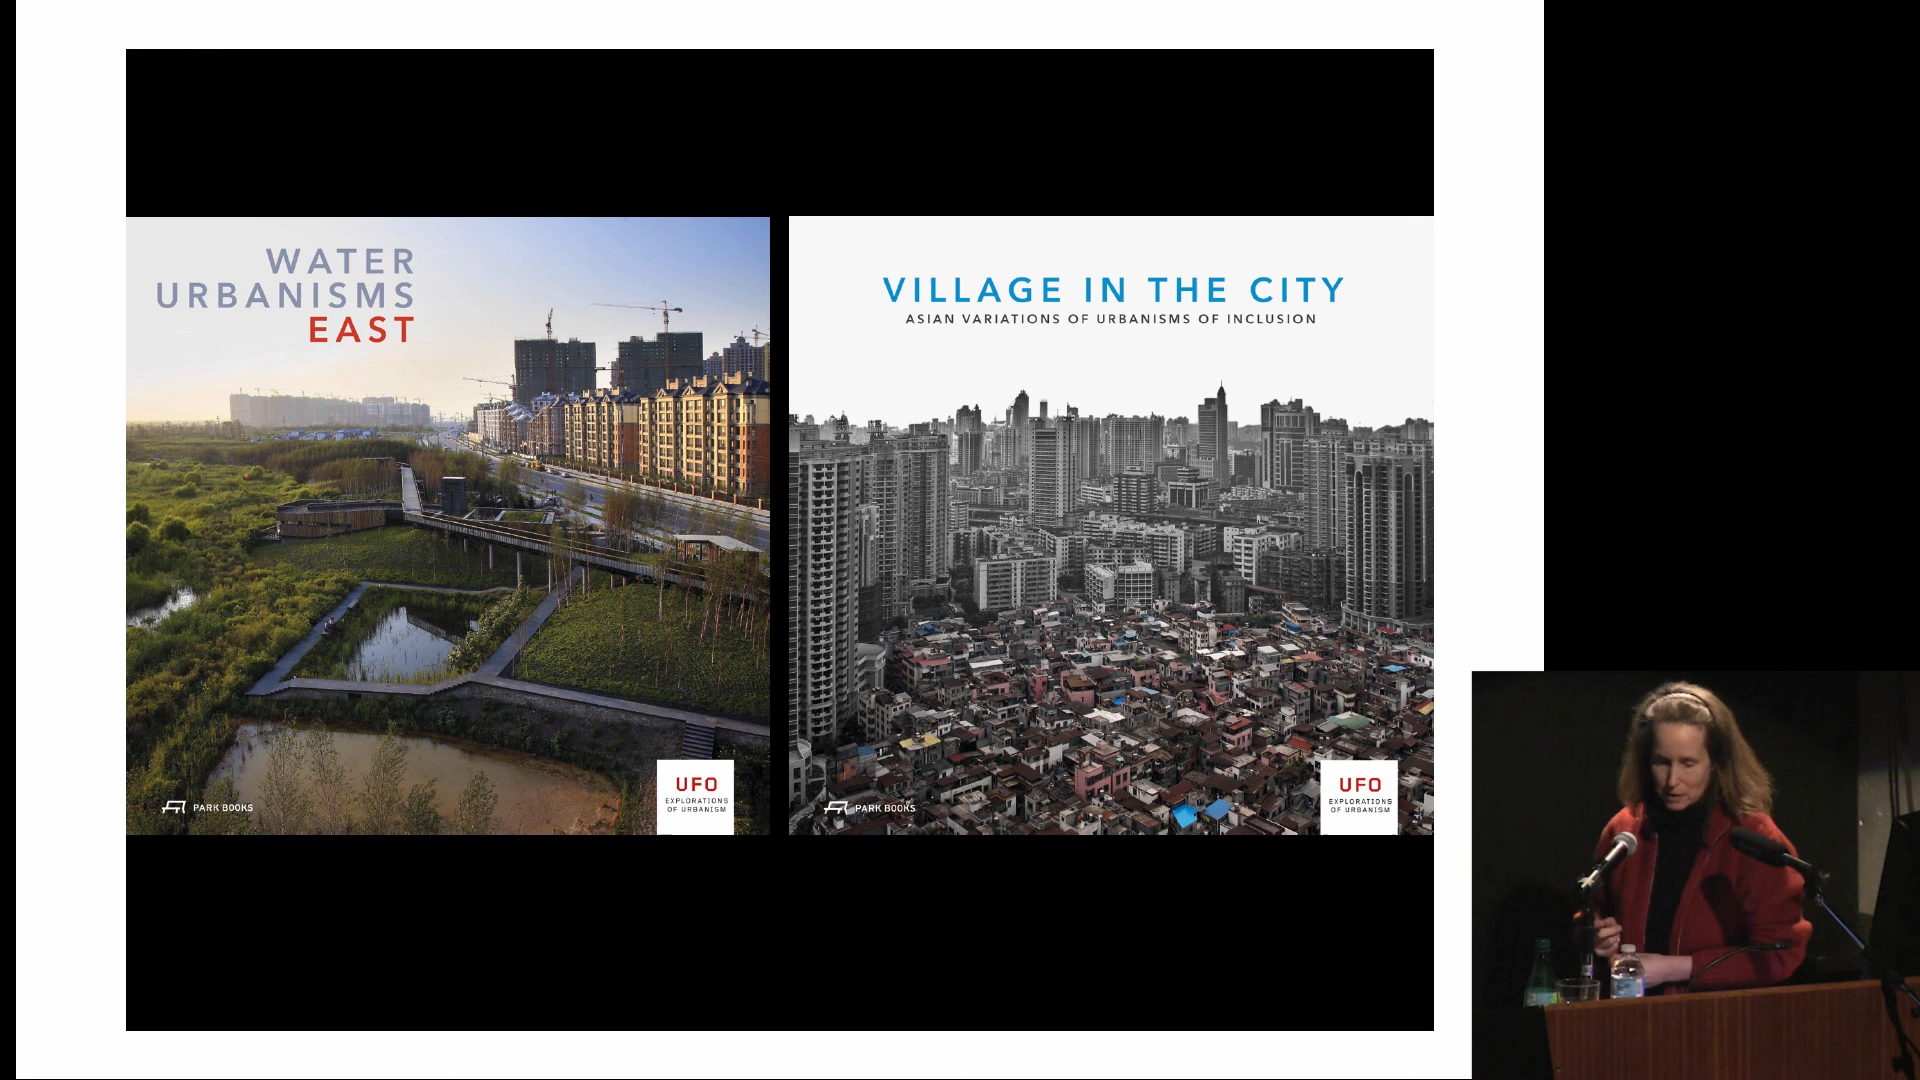 WATER
URBANISMS
EAST
PARK BOOKS
UFO
EXPLORATIONS
OF URBANISM
VILLAGE IN THE CITY
ASIAN VARIATIONS OF URBANISMS OF INCLUSION
PARK BOOKS
UFO
EXPLORATIONS
OF URBANISM